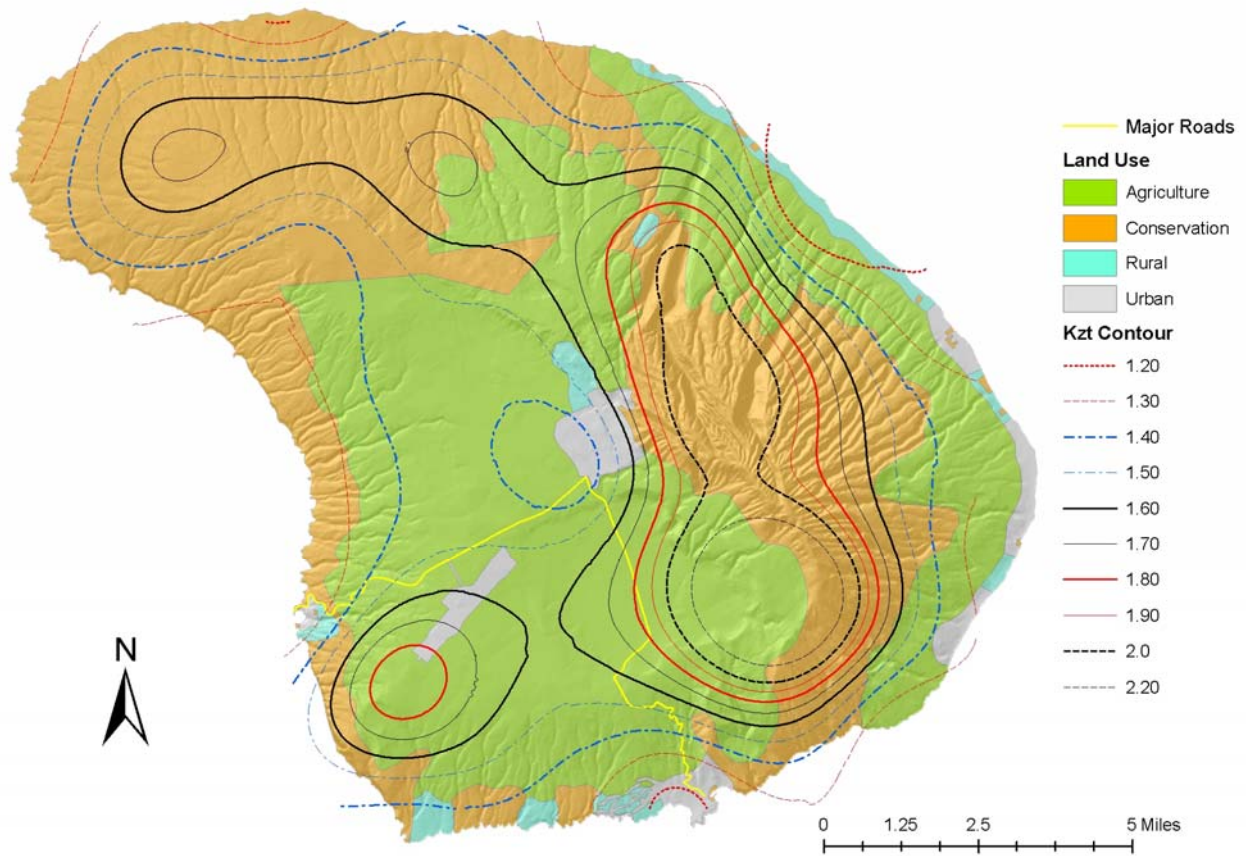 Major Roads
Land Use
Agriculture
Conservation
Rural
Urban
Kzt Contour
1.20
1.30
1.40
1.50
1.60
1.70
1.80
1.90
2.0
2.20
N
0 1.25 2.5 5 Miles